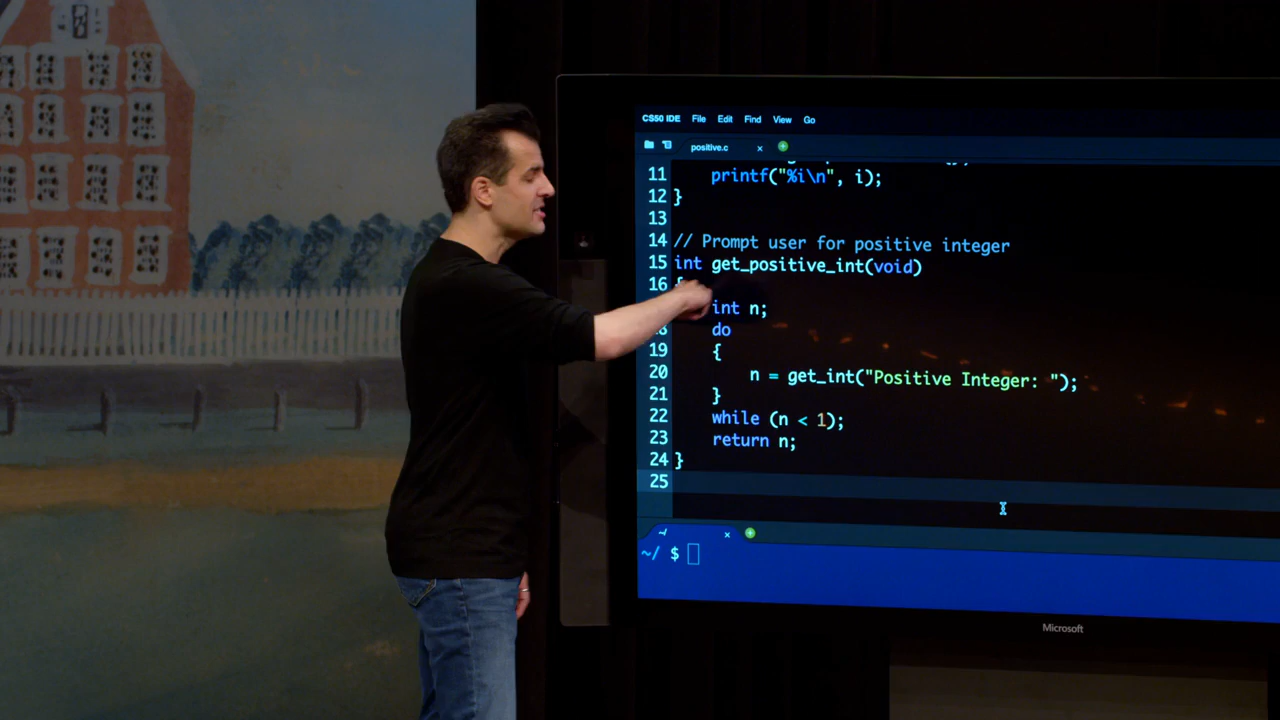 CS50 IDE File Edit Find View Go
positive.c
11 printf("%i\n", i);
12 }
13
14 // Prompt user for positive integer
15 int get_positive_int(void)
16 {
int n;
do
19 {
20 n = get_int("Positive Integer: ");
21 }
22 while (n < 1);
23 return n;
24 }
25
~/
~/ $
Microsoft